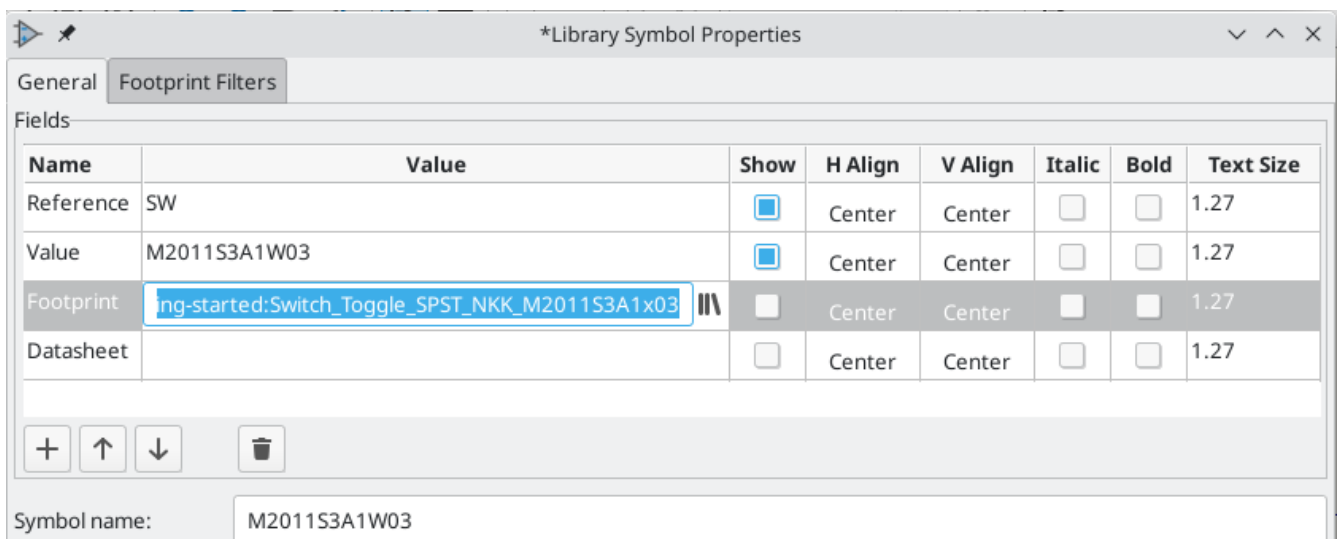 *Library Symbol Properties
General Footprint Filters
Fields
Name Value Show H Align V Align Italic Bold Text Size
Reference SW Center Center 1.27
Value M2011S3A1W03 Center Center 1.27
Footprint ing-started:Switch_Toggle_SPST_NKK_M2011S3A1x03 Center Center 1.27
Datasheet Center Center 1.27
Symbol name: M2011S3A1W03